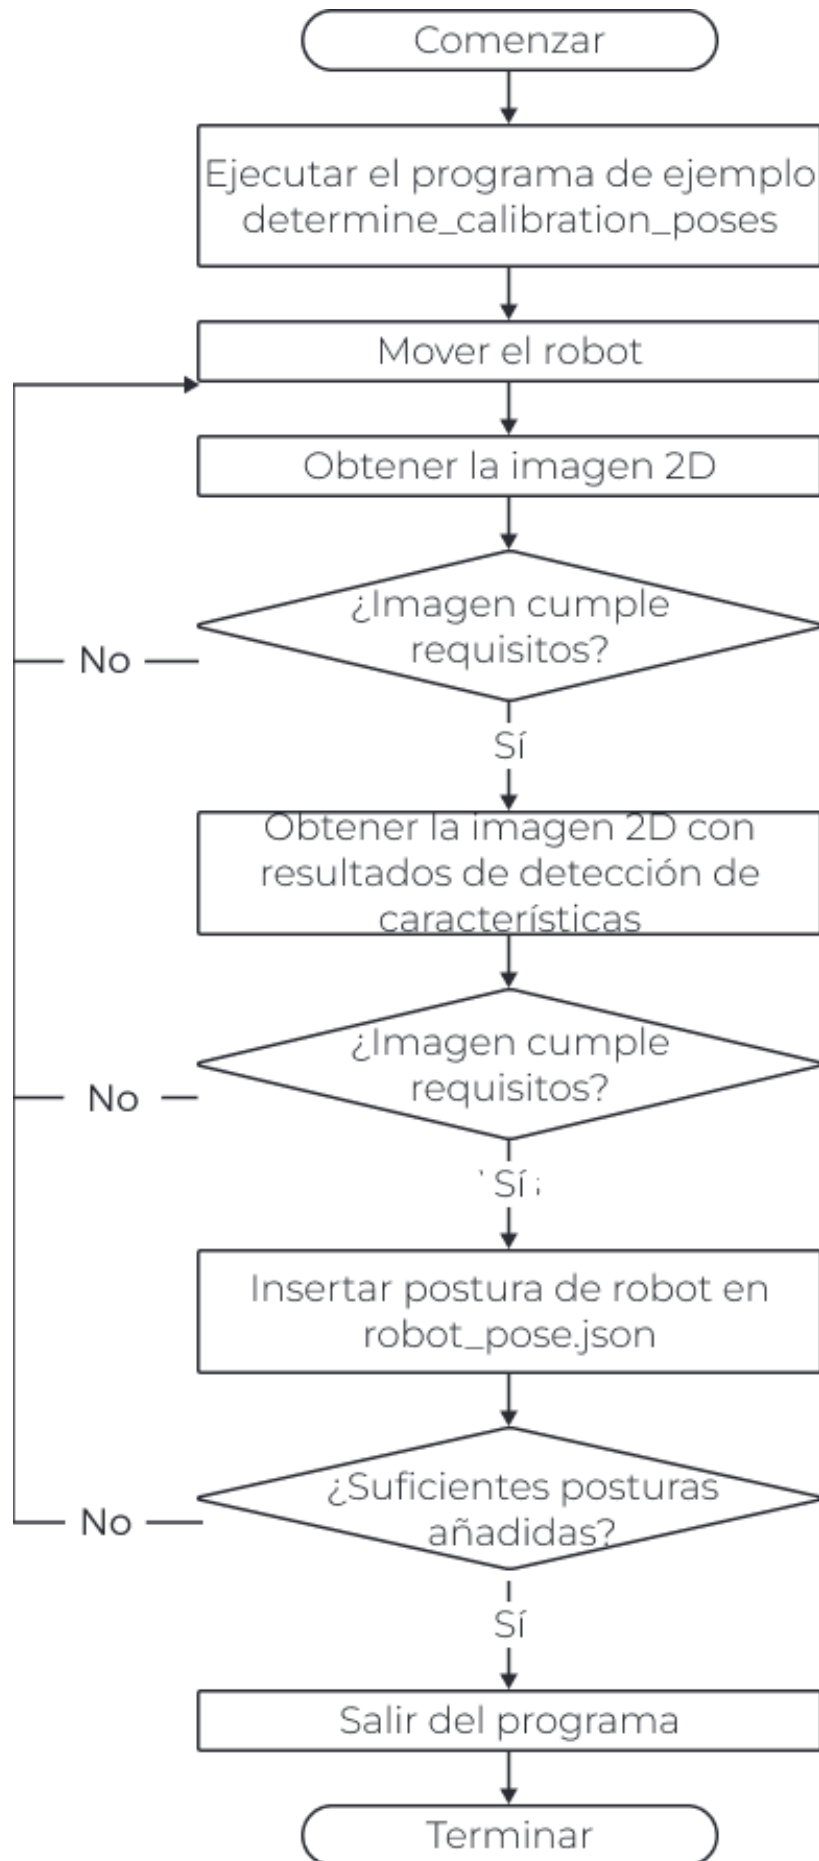 Comenzar
Ejecutar el programa de ejemplo
determine_calibration_poses
Mover el robot
Obtener la imagen 2D
¿Imagen cumple
requisitos?
No
Sí
Obtener la imagen 2D con
resultados de detección de
características
¿Imagen cumple
requisitos?
No
Sí
Insertar postura de robot en
robot_pose.json
¿Suficientes posturas
añadidas?
No
Sí
Salir del programa
Terminar